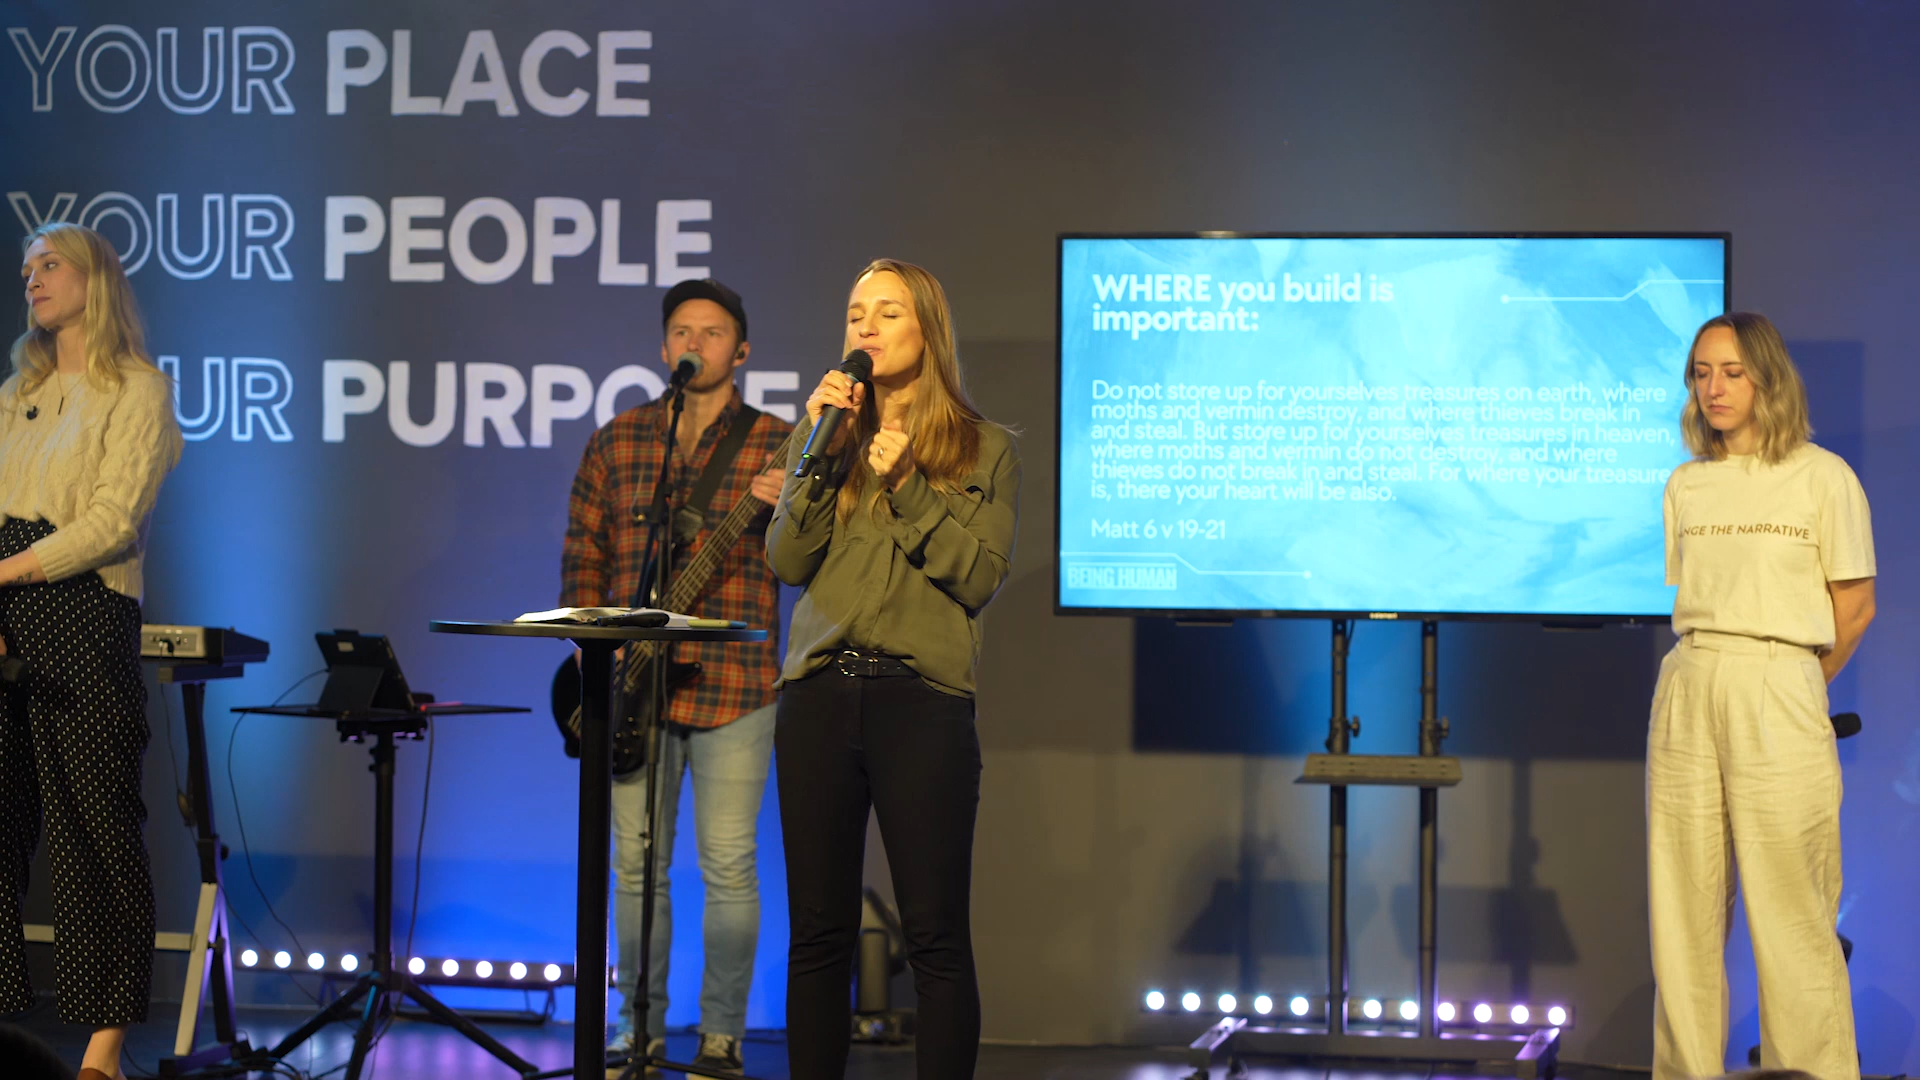 YOUR PLACE
YOUR PEOPLE
OUR PURPOSE
WHERE you build is
important:
Do not store up for yourselves treasures on earth, where
moths and vermin destroy, and where thieves break in
and steal. But store up for yourselves treasures in heaven,
where moths and vermin do not destroy, and where
thieves do not break in and steal. For where your treasure
is, there your heart will be also.
Matt 6 v 19-21
BEING HUMAN
NGE THE NARRATIVE